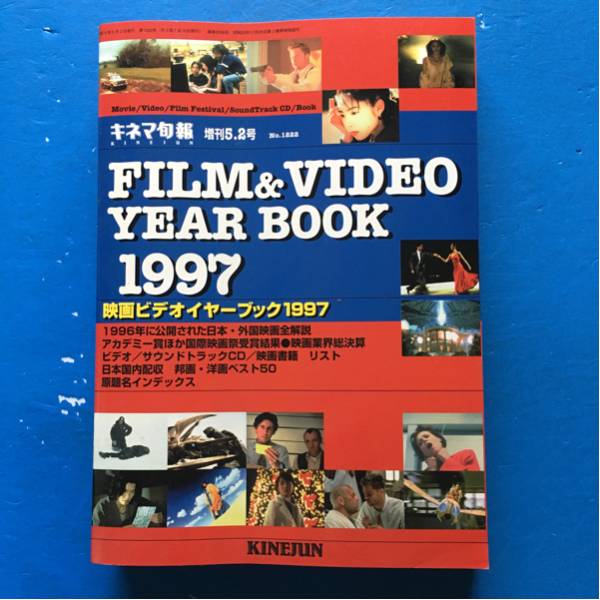 Movie/Video/Film Festival/SoundTrack CD/Book
キネマ旬報 増刊5.2号 No.1222
KINEJUN
FILM & VIDEO
YEAR BOOK
1997
映画ビデオイヤーブック1997
1996年に公開された日本・外国映画全解説
アカデミー賞ほか国際映画祭受賞結果●映画業界総決算
ビデオ／サウンドトラックCD／映画書籍 リスト
日本国内配収 邦画・洋画ベスト50
原題名インデックス
KINEJUN